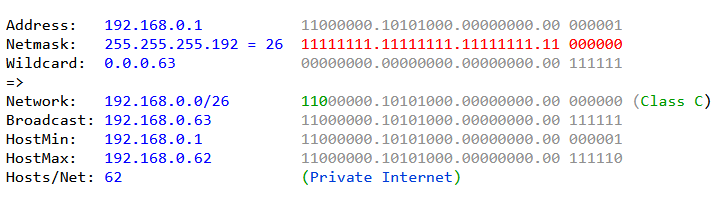 Address: 192.168.0.1 11000000.10101000.00000000.00 000001
Netmask: 255.255.255.192 = 26 11111111.11111111.11111111.11 000000
Wildcard: 0.0.0.63 00000000.00000000.00000000.00 111111
=>
Network: 192.168.0.0/26 11000000.10101000.00000000.00 000000 (Class C)
Broadcast: 192.168.0.63 11000000.10101000.00000000.00 111111
HostMin: 192.168.0.1 11000000.10101000.00000000.00 000001
HostMax: 192.168.0.62 11000000.10101000.00000000.00 111110
Hosts/Net: 62 (Private Internet)